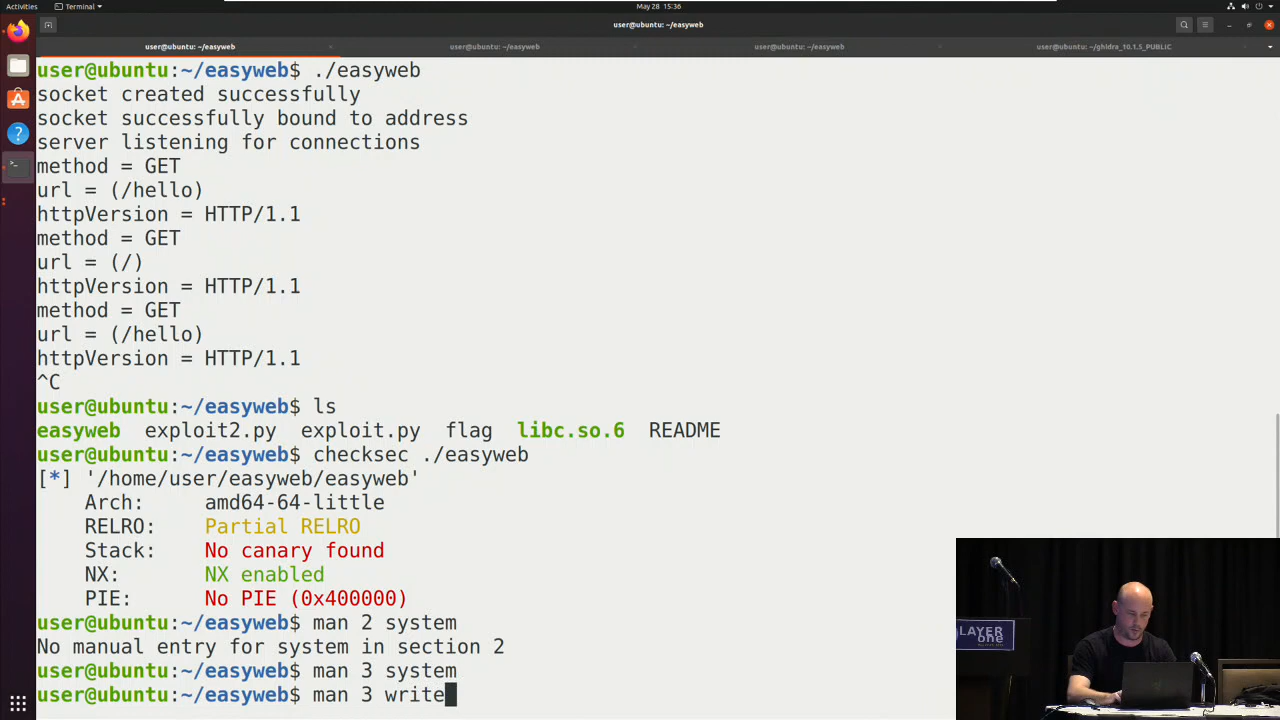 Activities
Terminal
May 28 15:36
user@ubuntu: ~/easyweb
user@ubuntu: ~/easyweb
user@ubuntu: ~/easyweb
user@ubuntu: ~/easyweb
user@ubuntu: ~/ghidra_10.1.5_PUBLIC
user@ubuntu:~/easyweb$ ./easyweb
socket created successfully
socket successfully bound to address
server listening for connections
method = GET
url = (/hello)
httpVersion = HTTP/1.1
method = GET
url = (/)
httpVersion = HTTP/1.1
method = GET
url = (/hello)
httpVersion = HTTP/1.1
^C
user@ubuntu:~/easyweb$ ls
easyweb exploit2.py exploit.py flag libc.so.6 README
user@ubuntu:~/easyweb$ checksec ./easyweb
[*] '/home/user/easyweb/easyweb'
Arch: amd64-64-little
RELRO: Partial RELRO
Stack: No canary found
NX: NX enabled
PIE: No PIE (0x400000)
user@ubuntu:~/easyweb$ man 2 system
No manual entry for system in section 2
user@ubuntu:~/easyweb$ man 3 system
user@ubuntu:~/easyweb$ man 3 write
LAYER
one